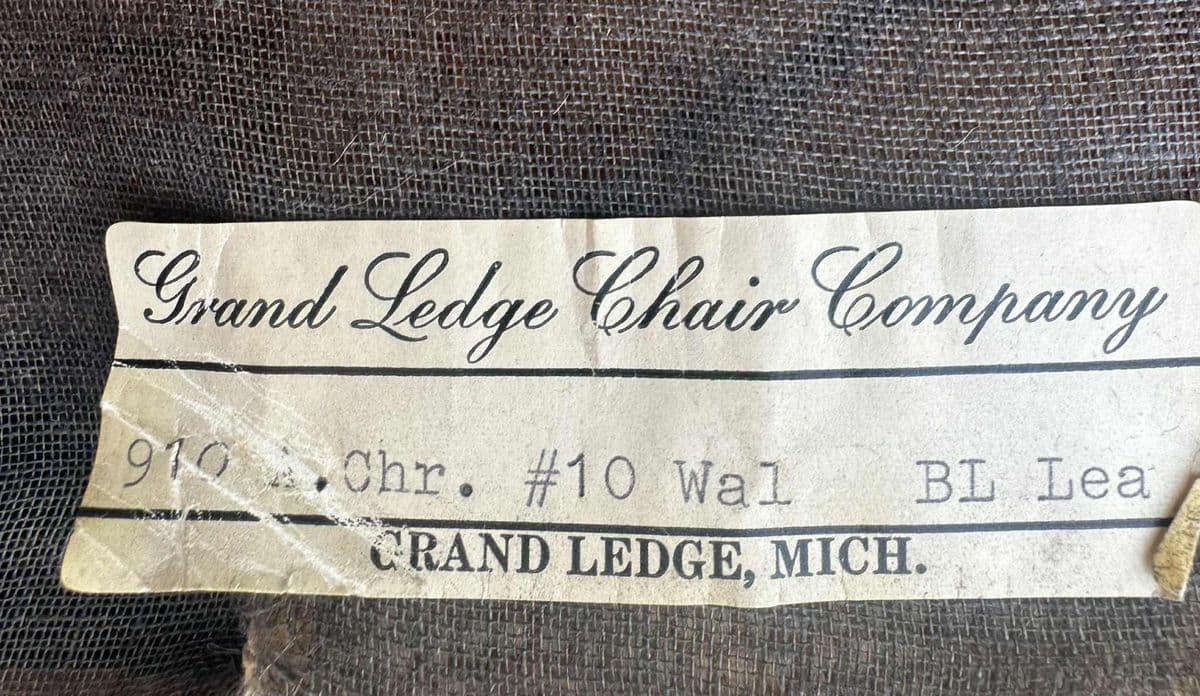 Grand Ledge Chair Company
910 A. Chr. #10 Wal BL Lea
GRAND LEDGE, MICH.